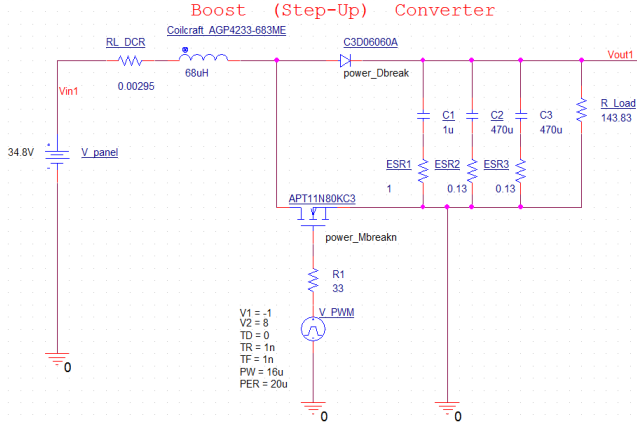 Boost (Step-Up) Converter
Coilcraft AGP4233-683ME
RL_DCR
C3D06060A
Vout1
68uH
power_Dbreak
0.00295
Vin1
R_Load
143.83
C1
1u
C2
470u
C3
470u
34.8V
V_panel
ESR1
1
ESR2
0.13
ESR3
0.13
APT11N80KC3
power_Mbreakn
R1
33
V_PWM
V1 = -1
V2 = 8
TD = 0
TR = 1n
TF = 1n
PW = 16u
PER = 20u
0
0
0